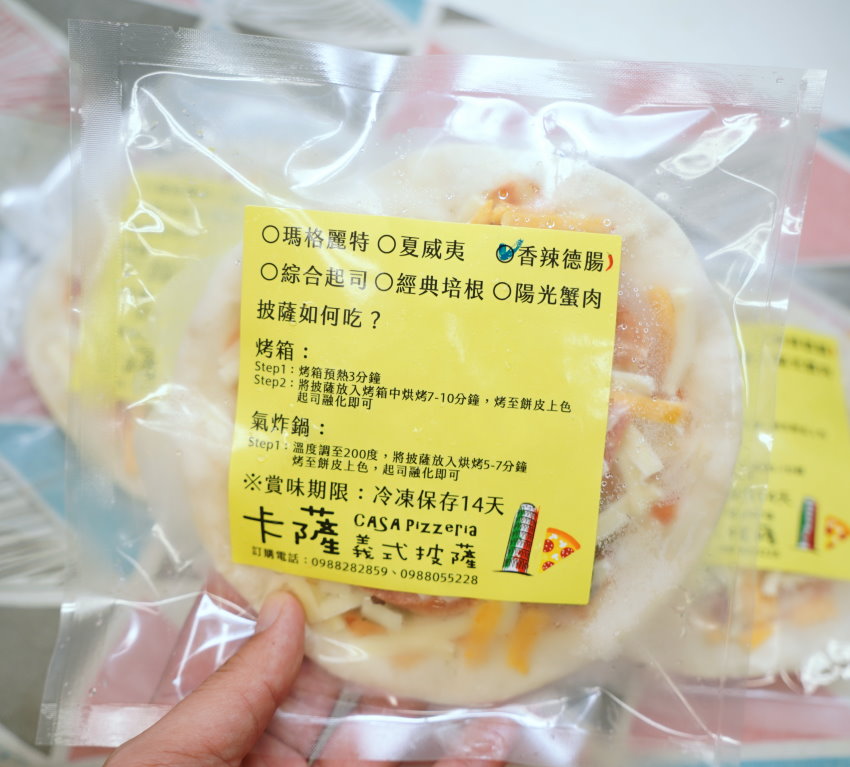 ○瑪格麗特 ○夏威夷 ○香辣德腸
○綜合起司 ○經典培根 ○陽光蟹肉
披薩如何吃?
烤箱:
Step1:烤箱預熱3分鐘
Step2:將披薩放入烤箱中烘烤7-10分鐘,烤至餅皮上色
起司融化即可
氣炸鍋:
Step1:溫度調至200度,將披薩放入烘烤5-7分鐘
烤至餅皮上色,起司融化即可
※賞味期限:冷凍保存14天
卡薩 CASA Pizzeria
義式披薩
訂購電話:0988282859、0988055228